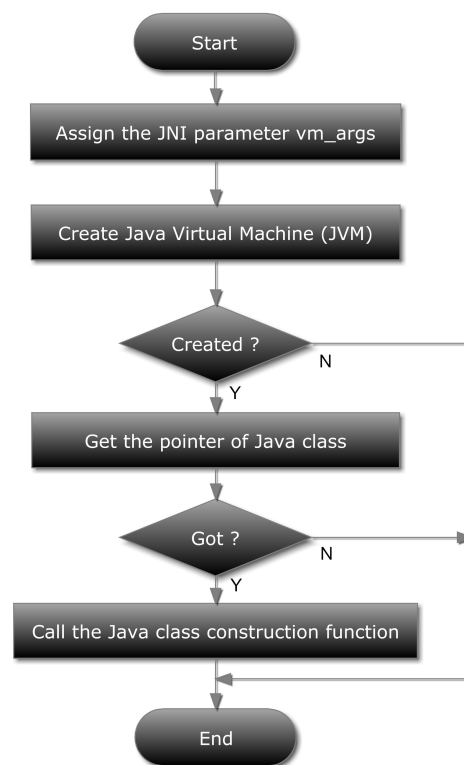 Start
Assign the JNI parameter vm_args
Create Java Virtual Machine (JVM)
Created ?
N
Y
Get the pointer of Java class
Got ?
N
Y
Call the Java class construction function
End